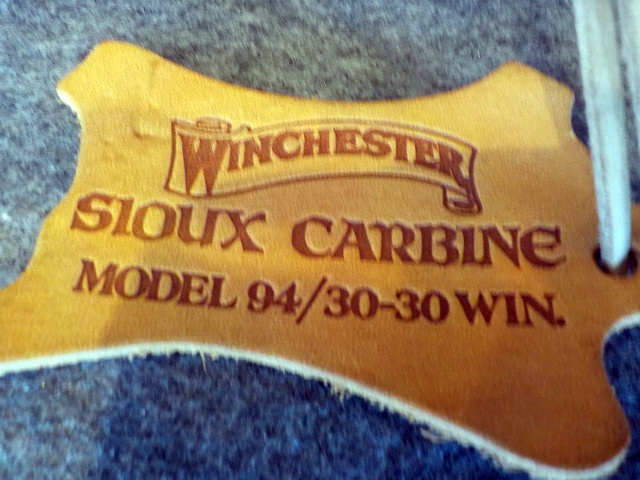 WINCHESTER
SIOUX CARBINE
MODEL 94/30-30 WIN.